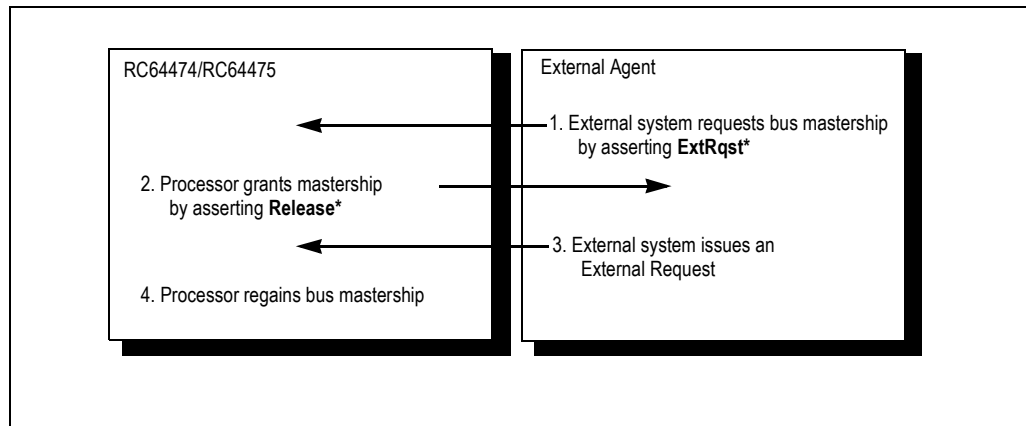 RC64474/RC64475
External Agent
1. External system requests bus mastership
by asserting ExtRqst*
2. Processor grants mastership
by asserting Release*
3. External system issues an
External Request
4. Processor regains bus mastership